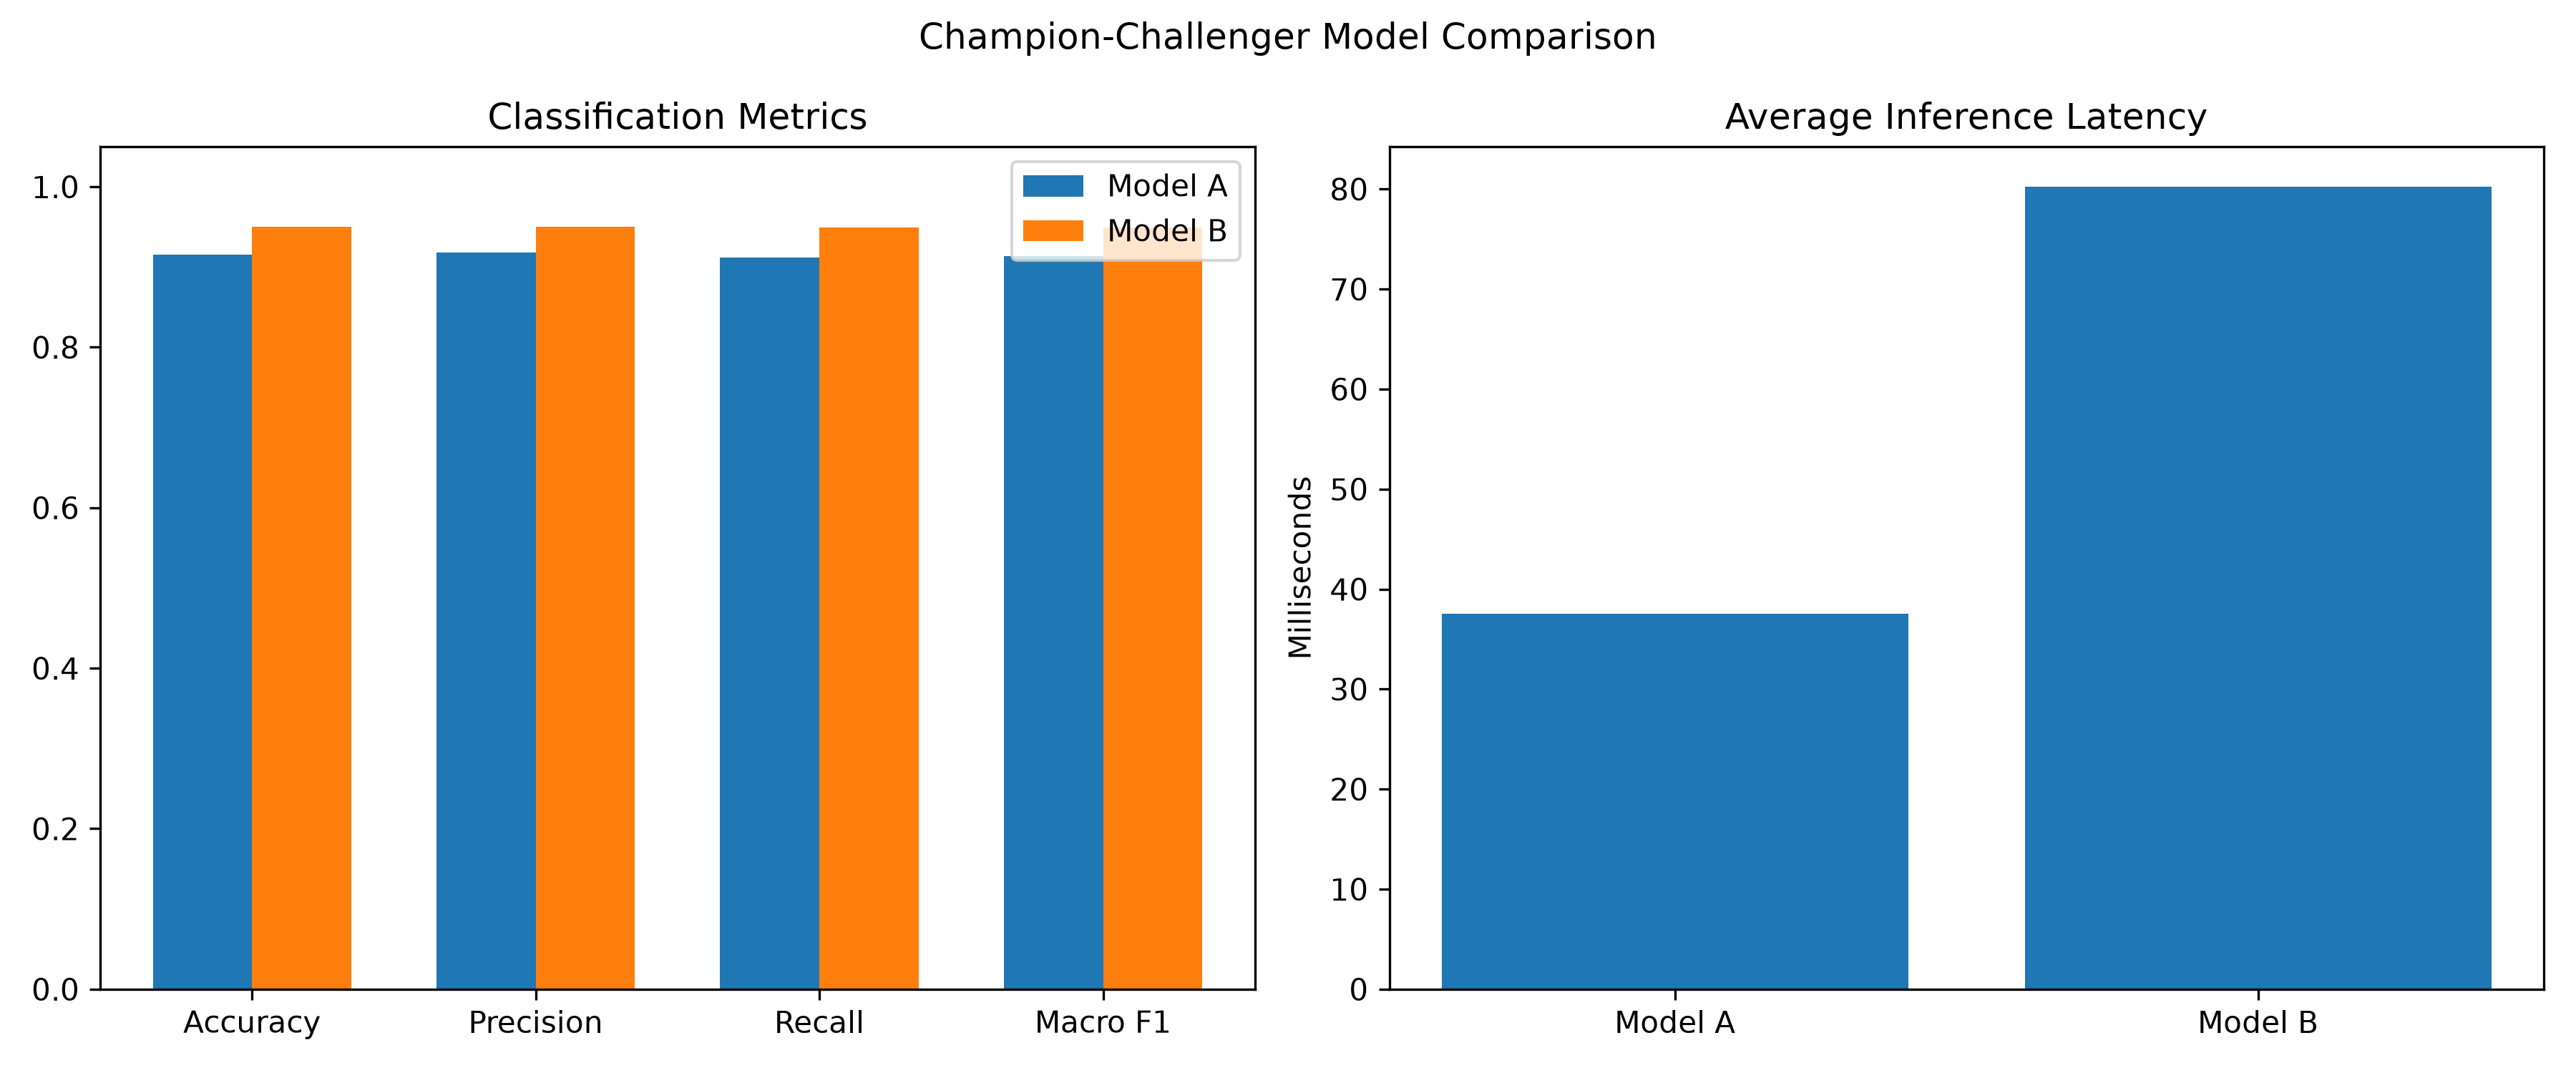 Champion-Challenger Model Comparison
Classification Metrics
1.0
0.8
0.6
0.4
0.2
0.0
Accuracy
Precision
Recall
Macro F1
Model A
Model B
Average Inference Latency
Milliseconds
80
70
60
50
40
30
20
10
0
Model A
Model B